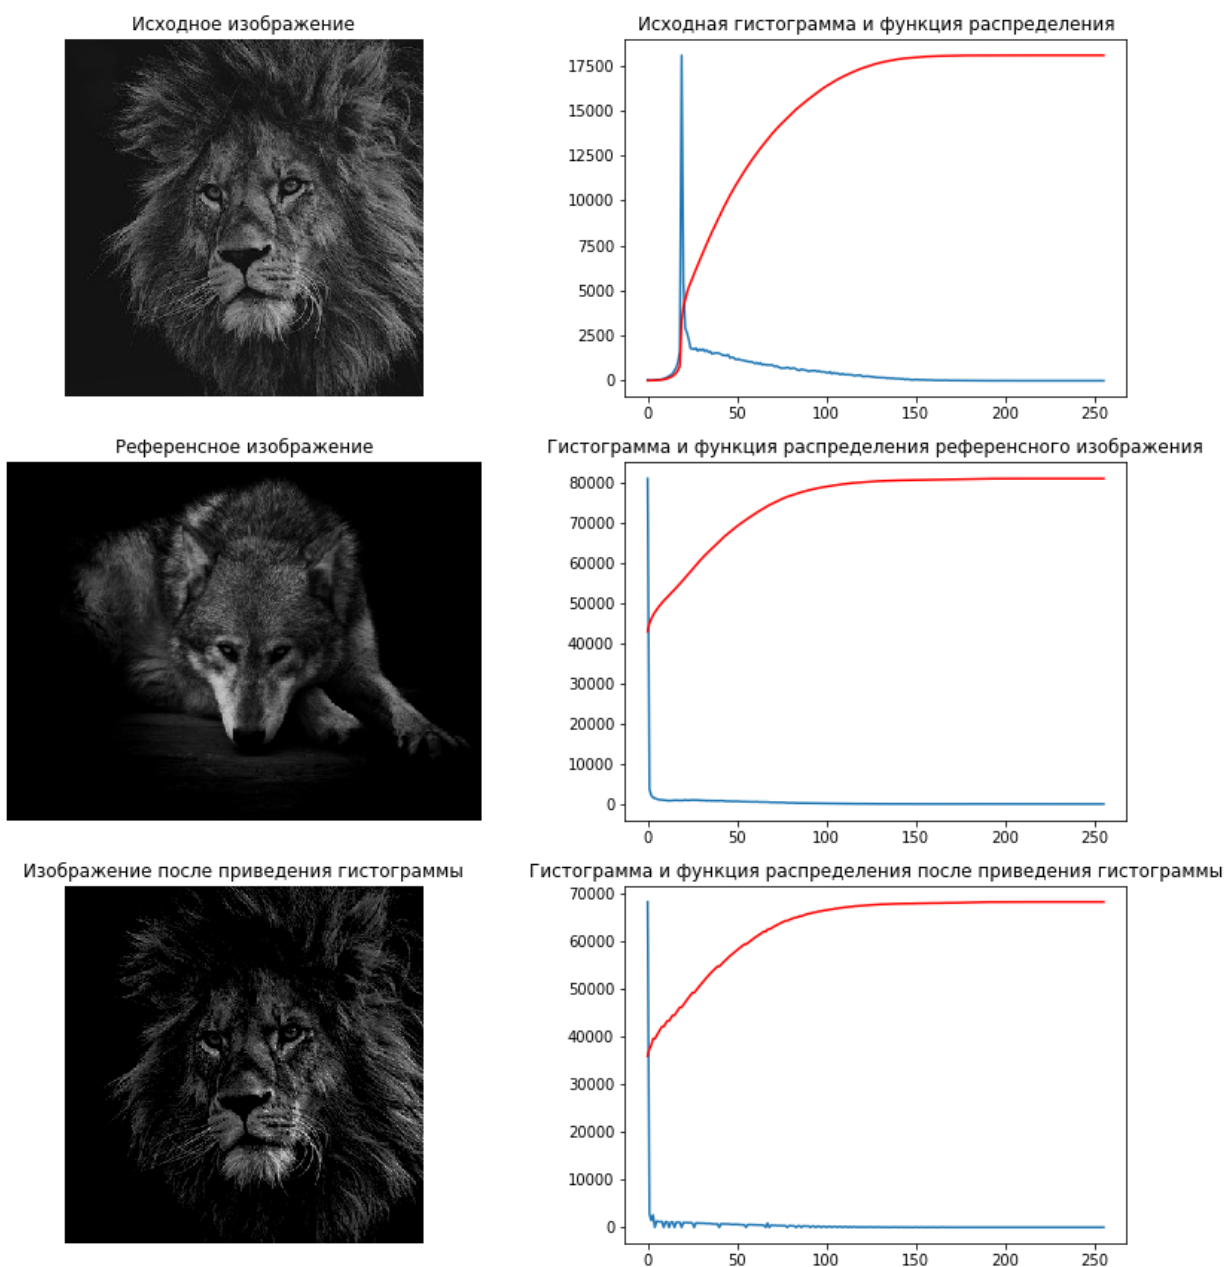 Исходное изображение
Исходная гистограмма и функция распределения
17500
15000
12500
10000
7500
5000
2500
0
0 50 100 150 200 250
Референсное изображение
Гистограмма и функция распределения референсного изображения
80000
70000
60000
50000
40000
30000
20000
10000
0
0 50 100 150 200 250
Изображение после приведения гистограммы
Гистограмма и функция распределения после приведения гистограммы
70000
60000
50000
40000
30000
20000
10000
0
0 50 100 150 200 250